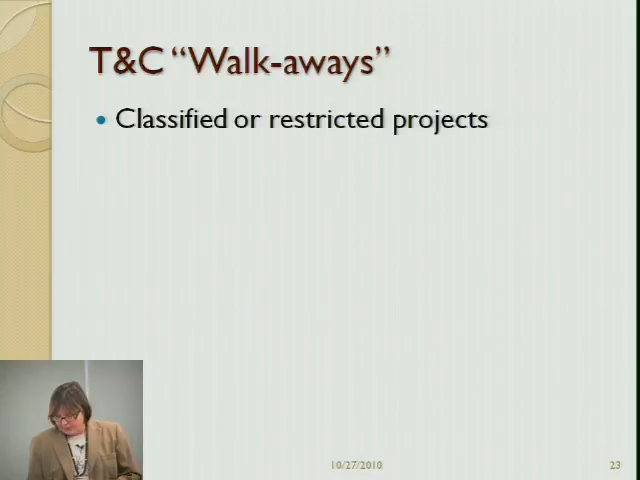 T&C “Walk-aways”
Classified or restricted projects
10/27/2010
23